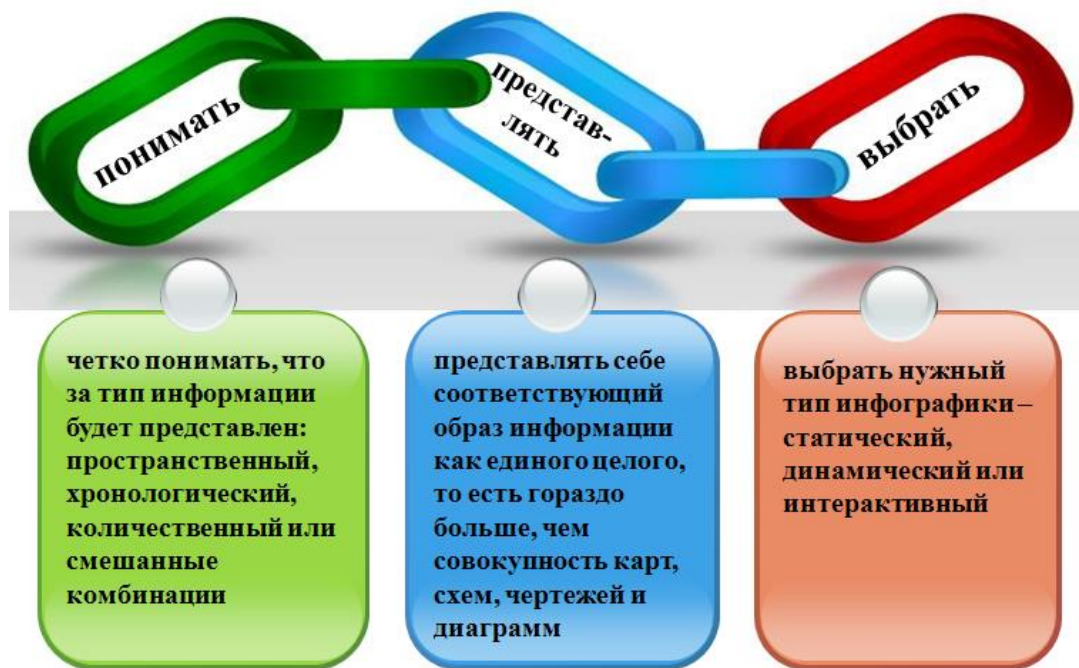 понимать
представ-
лять
выбрать
четко понимать, что
за тип информации
будет представлен:
пространственный,
хронологический,
количественный или
смешанные
комбинации
представлять себе
соответствующий
образ информации
как единого целого,
то есть гораздо
больше, чем
совокупность карт,
схем, чертежей и
диаграмм
выбрать нужный
тип инфографики –
статический,
динамический или
интерактивный